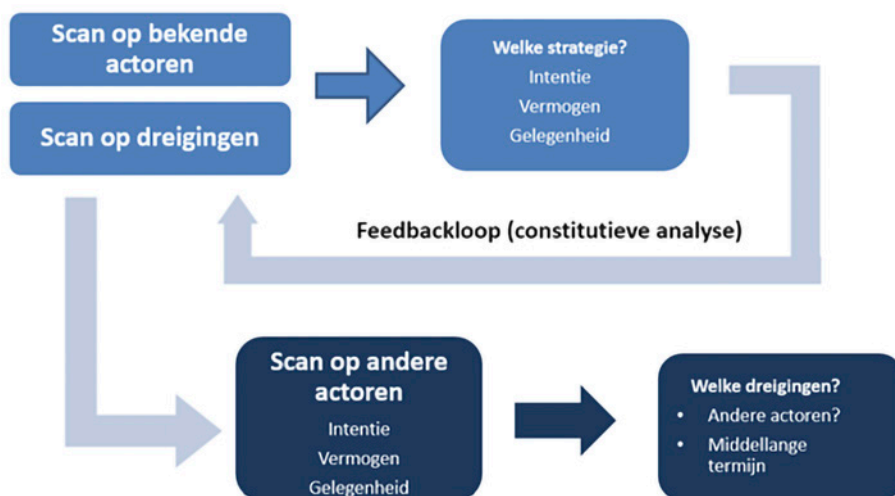 Scan op bekende
actoren
Scan op dreigingen
Welke strategie?
Intentie
Vermogen
Gelegenheid
Feedbackloop (constitutieve analyse)
Scan op andere
actoren
Intentie
Vermogen
Gelegenheid
Welke dreigingen?
• Andere actoren?
• Middellange
termijn